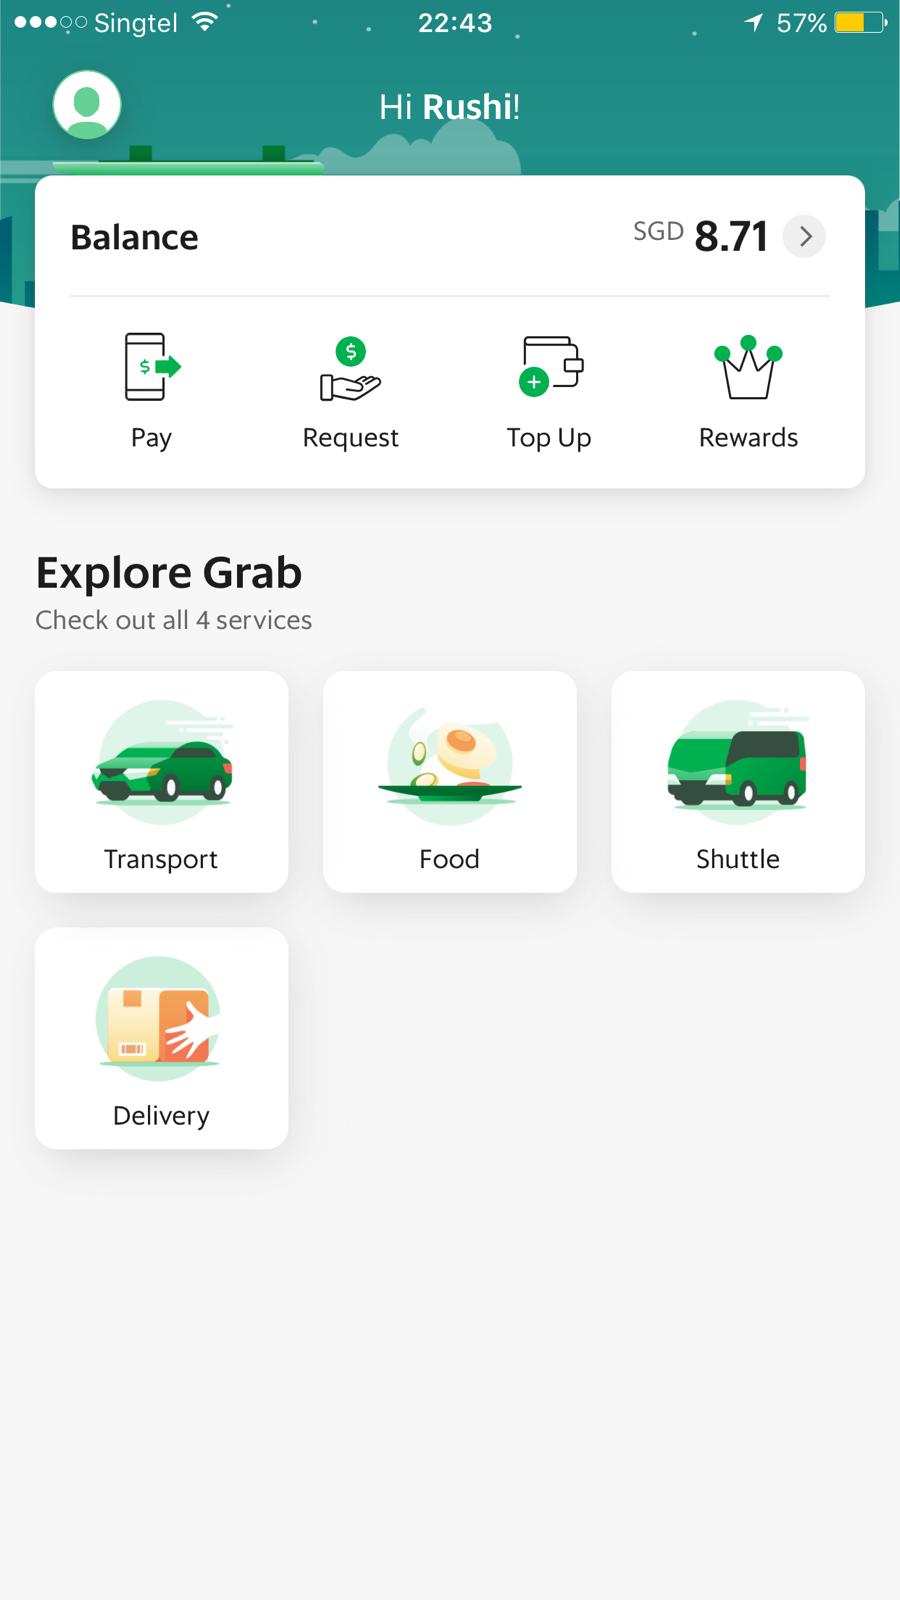 Singtel 22:43 57%
Hi Rushi!
Balance SGD 8.71
Pay Request Top Up Rewards
Explore Grab
Check out all 4 services
Transport Food Shuttle
Delivery